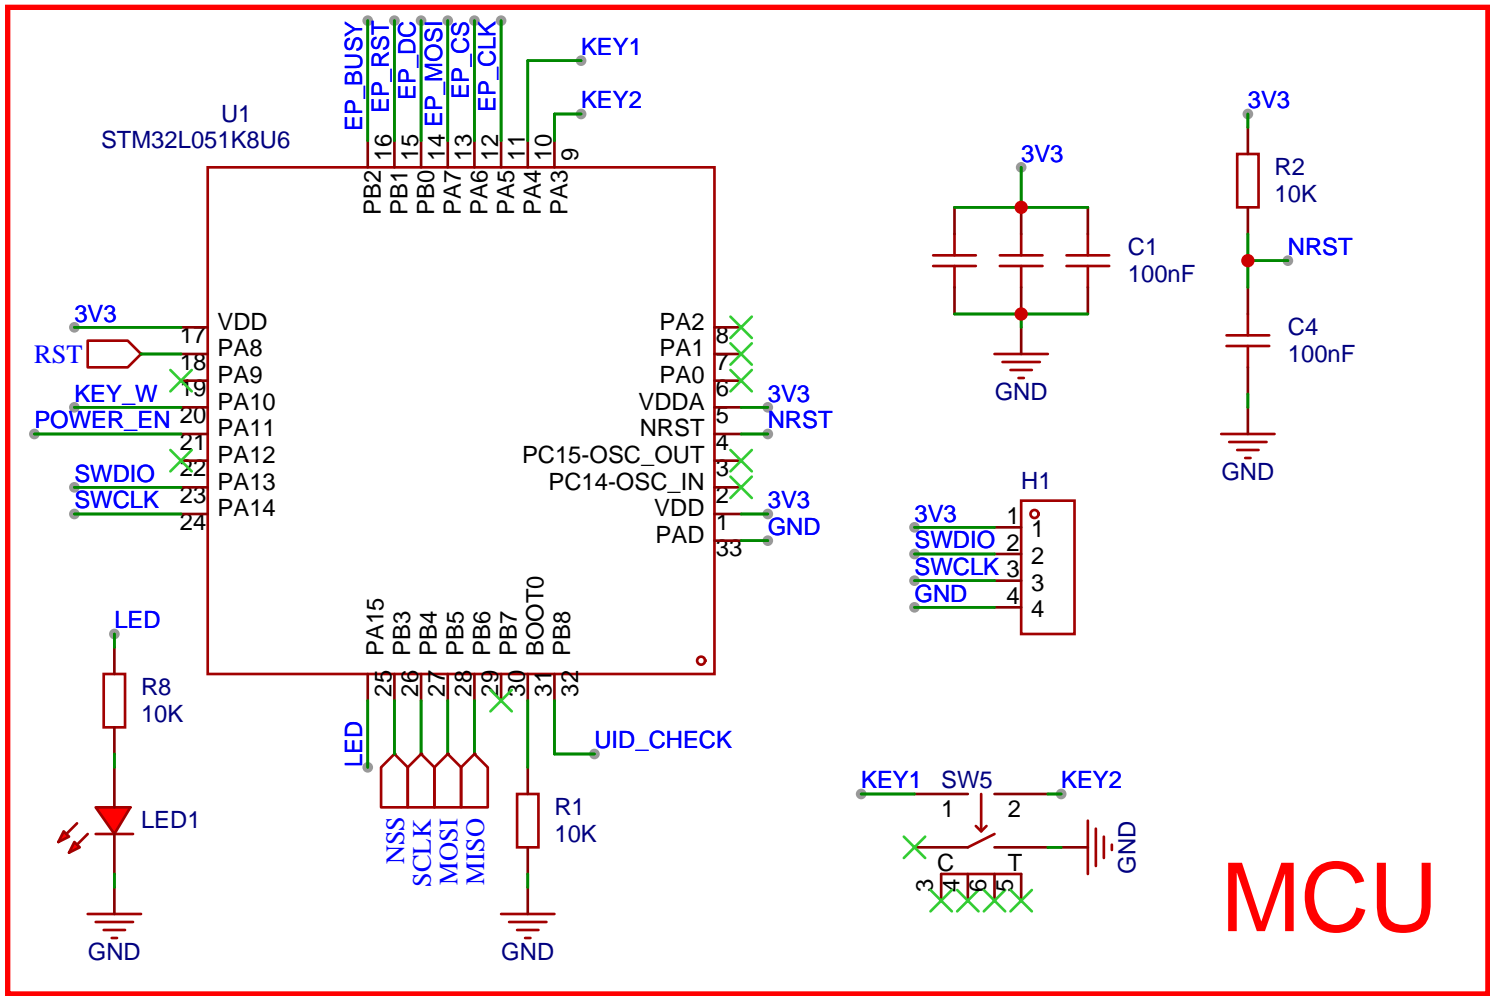 EP_BUSY
EP_RST
EP_DC
EP_MOSI
EP_CS
EP_CLK
KEY1
KEY2
U1
STM32L051K8U6
16
15
14
13
12
11
10
9
PB2
PB1
PB0
PA7
PA6
PA5
PA4
PA3
3V3
17
VDD
RST
18
PA8
19
PA9
KEY_W
20
PA10
POWER_EN
21
PA11
22
PA12
SWDIO
23
PA13
SWCLK
24
PA14
PA2
8
PA1
7
PA0
6
VDDA
5
3V3
NRST
4
NRST
PC15-OSC_OUT
3
PC14-OSC_IN
2
VDD
1
3V3
PAD
33
GND
PA15
PB3
PB4
PB5
PB6
PB7
BOOT0
PB8
25
26
27
28
29
30
31
32
LED
NSS
SCLK
MOSI
MISO
UID_CHECK
R1
10K
GND
LED
R8
10K
LED1
GND
3V3
C1
100nF
GND
3V3
R2
10K
NRST
C4
100nF
GND
H1
3V3
1
1
SWDIO
2
2
SWCLK
3
3
GND
4
4
KEY1
SW5
KEY2
1
2
C
T
GND
3
4
6
5
MCU